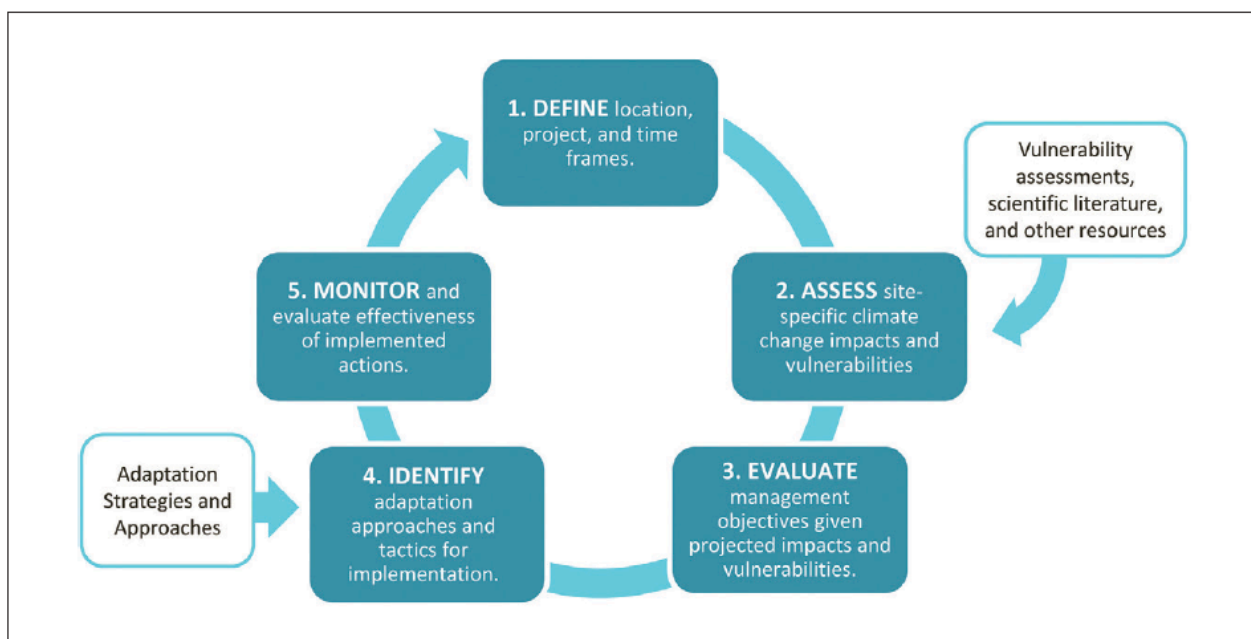 1. DEFINE location,
project, and time
frames.
Vulnerability
assessments,
scientific literature,
and other resources
2. ASSESS site-
specific climate
change impacts and
vulnerabilities
3. EVALUATE
management
objectives given
projected impacts and
vulnerabilities.
4. IDENTIFY
adaptation
approaches and
tactics for
implementation.
Adaptation
Strategies and
Approaches
5. MONITOR and
evaluate effectiveness
of implemented
actions.